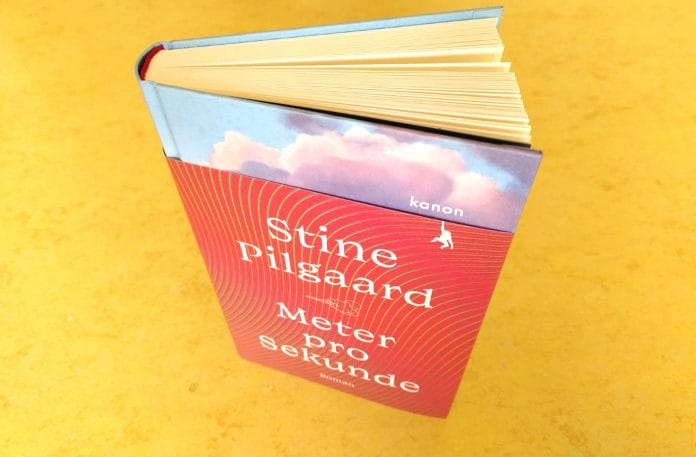 kanon
Stine
Pilgaard
Meter
pro
Sekunde
Roman